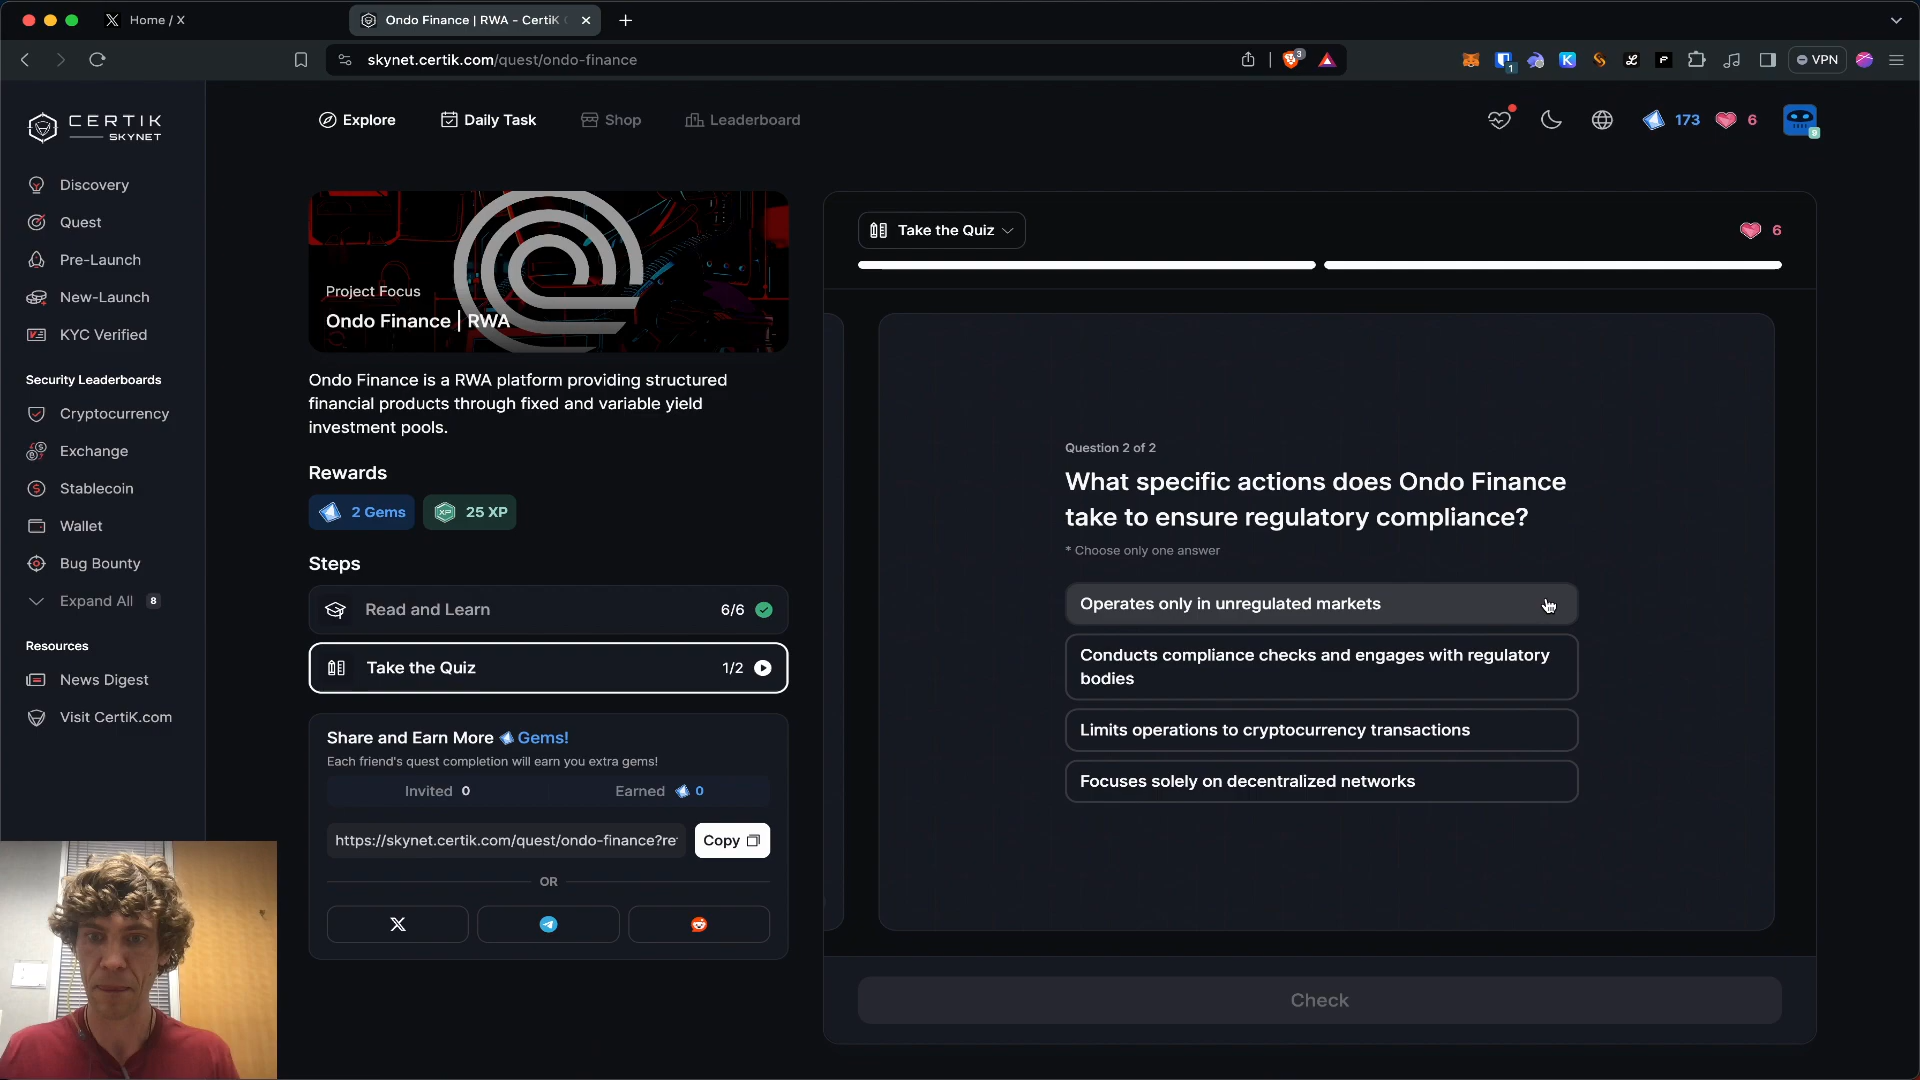 Home / X
Ondo Finance | RWA - CertiK
skynet.certik.com/quest/ondo-finance
3
1
VPN
CERTIK
SKYNET
Explore
Daily Task
Shop
Leaderboard
173
6
9
Discovery
Quest
Pre-Launch
New-Launch
KYC Verified
Security Leaderboards
Cryptocurrency
Exchange
Stablecoin
Wallet
Bug Bounty
Expand All 8
Resources
News Digest
Visit CertiK.com
Project Focus
Ondo Finance | RWA
Ondo Finance is a RWA platform providing structured
financial products through fixed and variable yield
investment pools.
Rewards
2 Gems
XP 25 XP
Steps
Read and Learn 6/6
Take the Quiz 1/2
Share and Earn More Gems!
Each friend's quest completion will earn you extra gems!
Invited 0
Earned 0
https://skynet.certik.com/quest/ondo-finance?re
Copy
OR
Take the Quiz
6
Question 2 of 2
What specific actions does Ondo Finance
take to ensure regulatory compliance?
* Choose only one answer
Operates only in unregulated markets
Conducts compliance checks and engages with regulatory
bodies
Limits operations to cryptocurrency transactions
Focuses solely on decentralized networks
Check